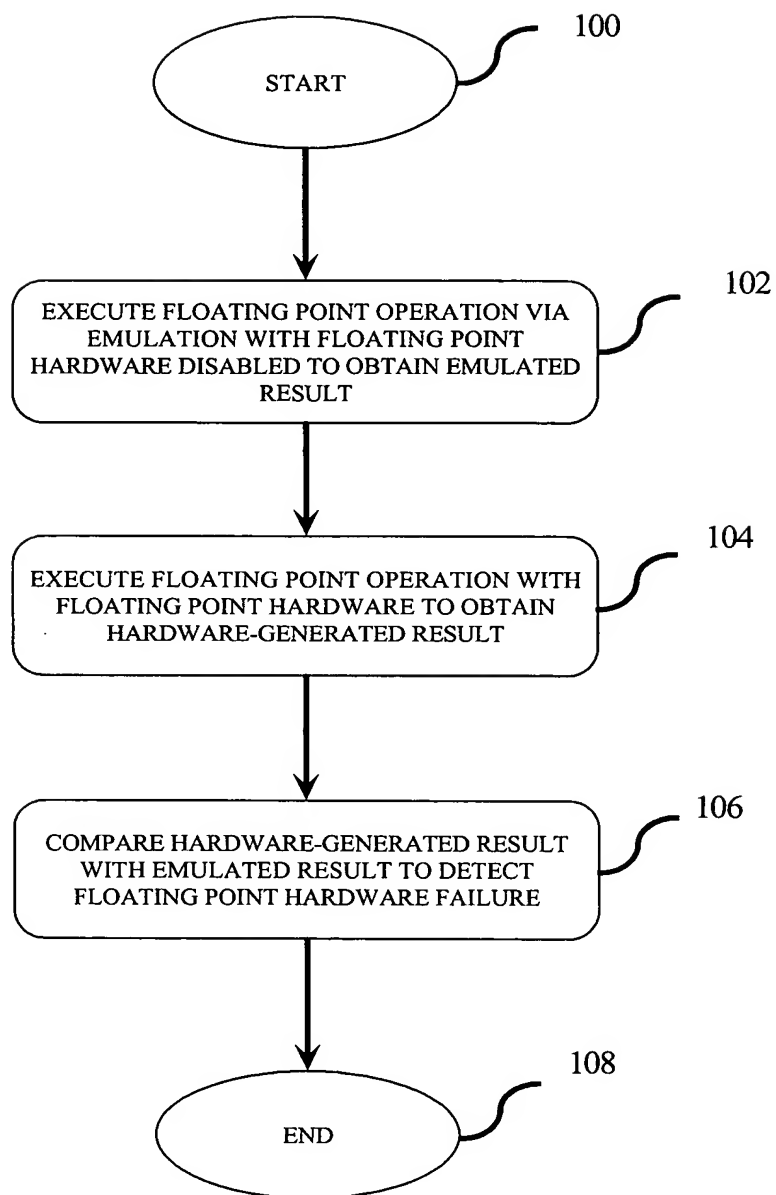 100
START
102
EXECUTE FLOATING POINT OPERATION VIA
EMULATION WITH FLOATING POINT
HARDWARE DISABLED TO OBTAIN EMULATED
RESULT
104
EXECUTE FLOATING POINT OPERATION WITH
FLOATING POINT HARDWARE TO OBTAIN
HARDWARE-GENERATED RESULT
106
COMPARE HARDWARE-GENERATED RESULT
WITH EMULATED RESULT TO DETECT
FLOATING POINT HARDWARE FAILURE
108
END